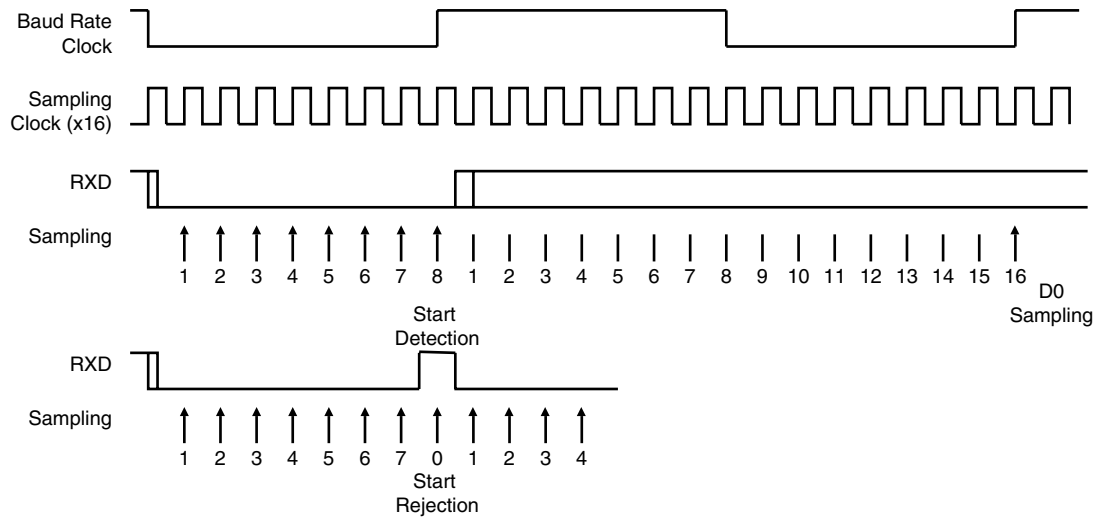 Baud Rate
Clock
Sampling
Clock (x16)
RXD
Sampling
1 2 3 4 5 6 7 8 1 2 3 4 5 6 7 8 9 10 11 12 13 14 15 16
D0
Sampling
Start
Detection
RXD
Sampling
1 2 3 4 5 6 7 0 1 2 3 4
Start
Rejection